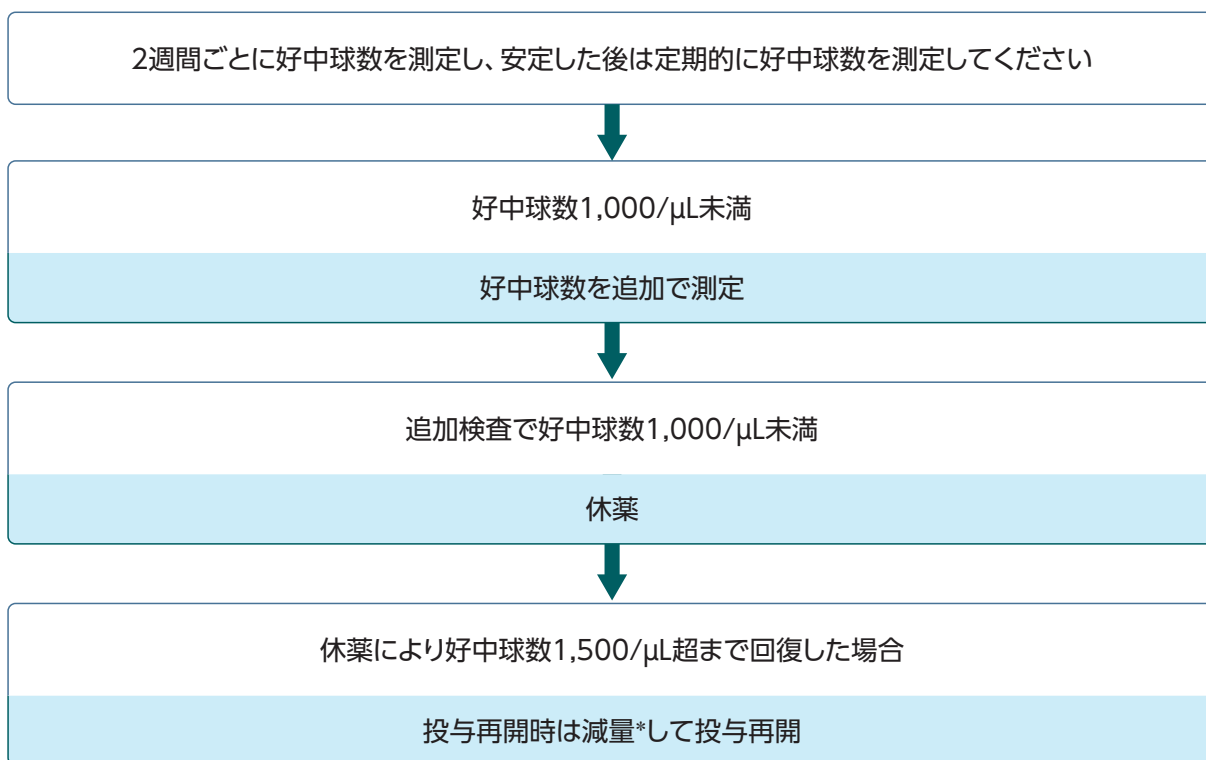 2週間ごとに好中球数を測定し、安定した後は定期的に好中球数を測定してください
好中球数1,000/μL未満
好中球数を追加で測定
追加検査で好中球数1,000/μL未満
休薬
休薬により好中球数1,500/μL超まで回復した場合
投与再開時は減量*して投与再開